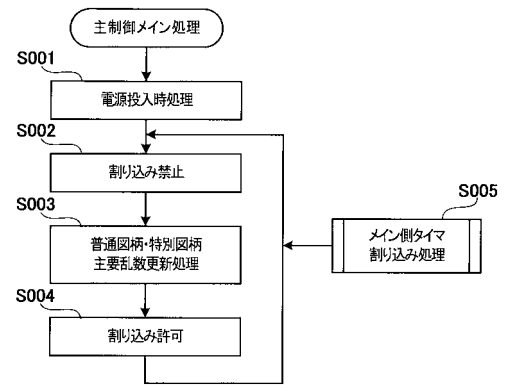 主制御メイン処理
S001
電源投入時処理
S002
割り込み禁止
S003
普通図柄・特別図柄
主要乱数更新処理
S004
割り込み許可
S005
メイン側タイマ
割り込み処理